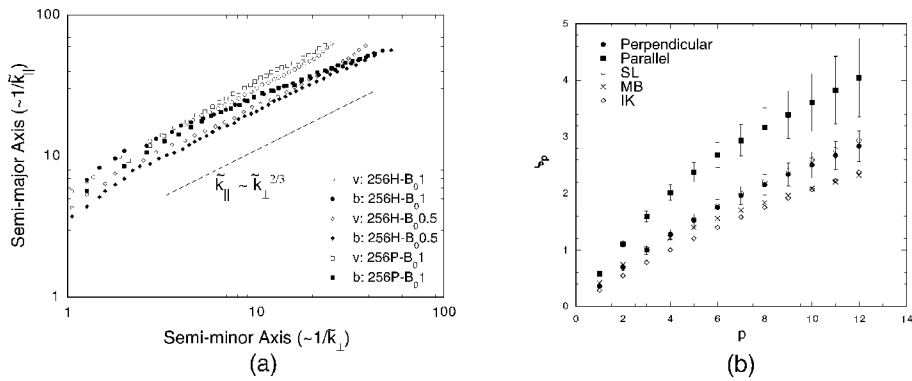 100
10
1
1
10
100
Semi-major Axis (~1/k̃∥)
Semi-minor Axis (~1/k̃⊥)
k̃∥ ~ k̃⊥^2/3
v: 256H-B₀1
b: 256H-B₀1
v: 256H-B₀0.5
b: 256H-B₀0.5
v: 256P-B₀1
b: 256P-B₀1
(a)
5
4
3
2
1
0
0
2
4
6
8
10
12
14
ζp
p
Perpendicular
Parallel
SL
MB
IK
(b)